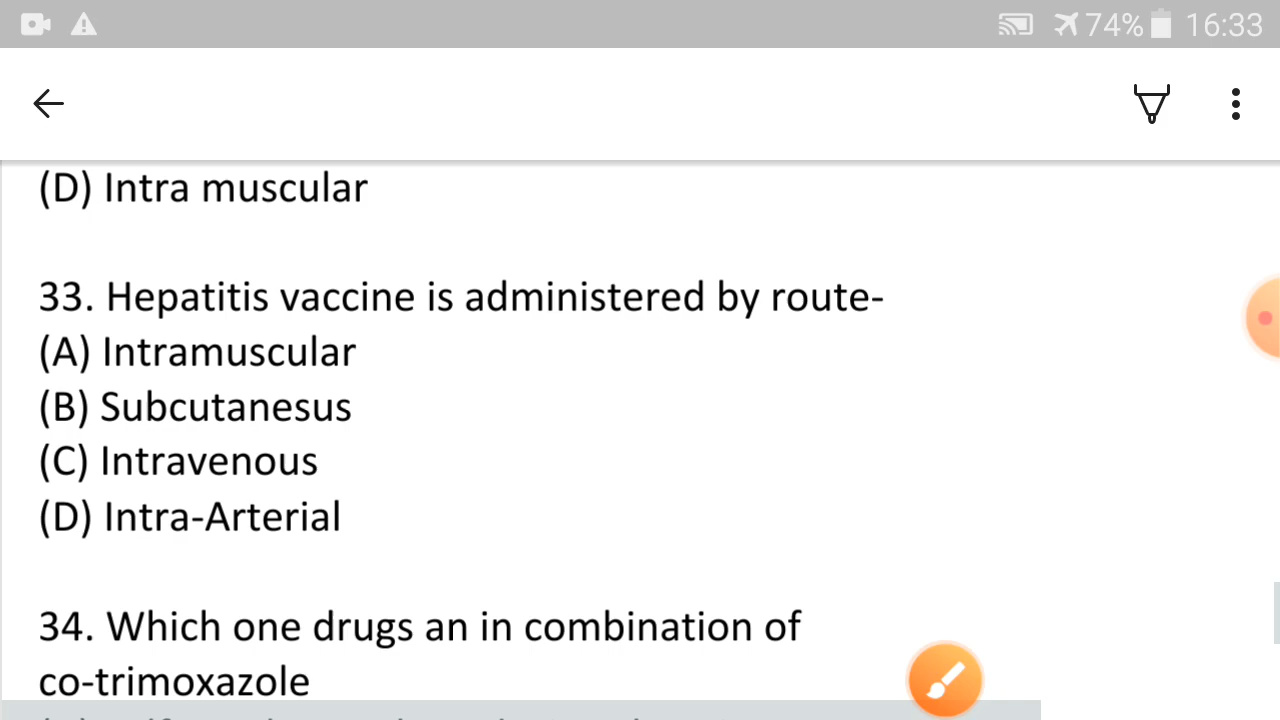 74% 16:33
(D) Intra muscular
33. Hepatitis vaccine is administered by route-
(A) Intramuscular
(B) Subcutanesus
(C) Intravenous
(D) Intra-Arterial
34. Which one drugs an in combination of
co-trimoxazole